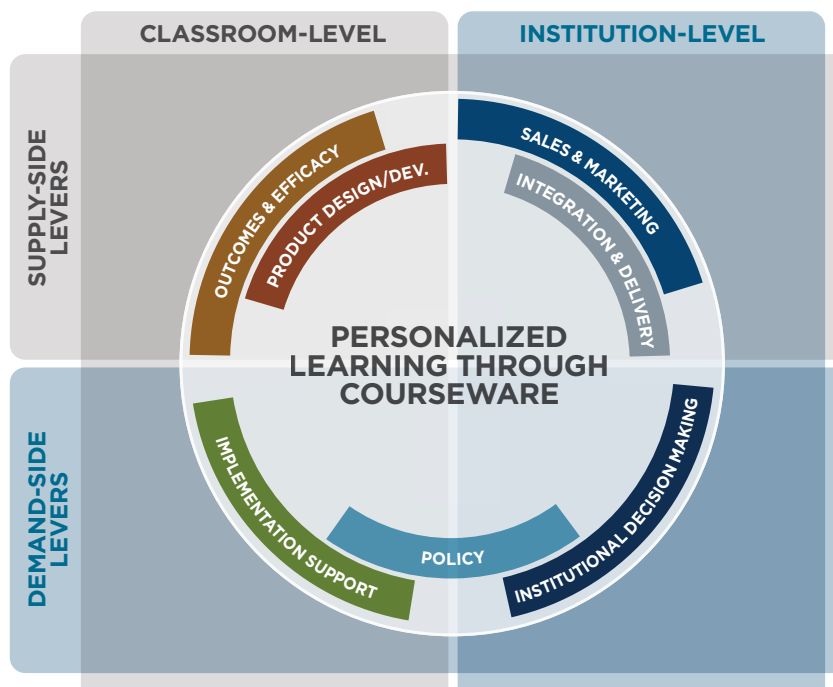 CLASSROOM-LEVEL
INSTITUTION-LEVEL
SUPPLY-SIDE
LEVERS
OUTCOMES & EFFICACY
PRODUCT DESIGN/DEV.
SALES & MARKETING
INTEGRATION & DELIVERY
PERSONALIZED
LEARNING THROUGH
COURSEWARE
DEMAND-SIDE
LEVERS
IMPLEMENTATION SUPPORT
POLICY
INSTITUTIONAL DECISION MAKING